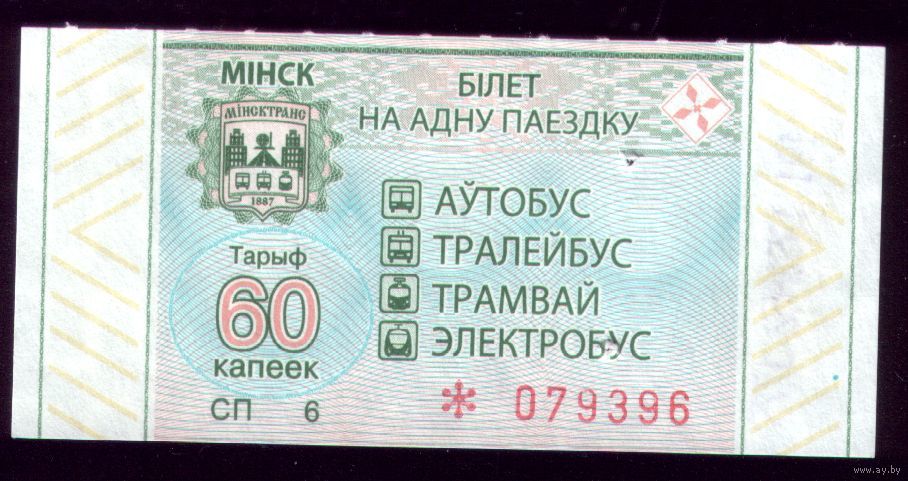 МІНСК
МІНСКТРАНС
1887
Тарыф
60
капеек
СП 6
БІЛЕТ
НА АДНУ ПАЕЗДКУ
АЎТОБУС
ТРАЛЕЙБУС
ТРАМВАЙ
ЭЛЕКТРОБУС
* 079396
www.ay.by